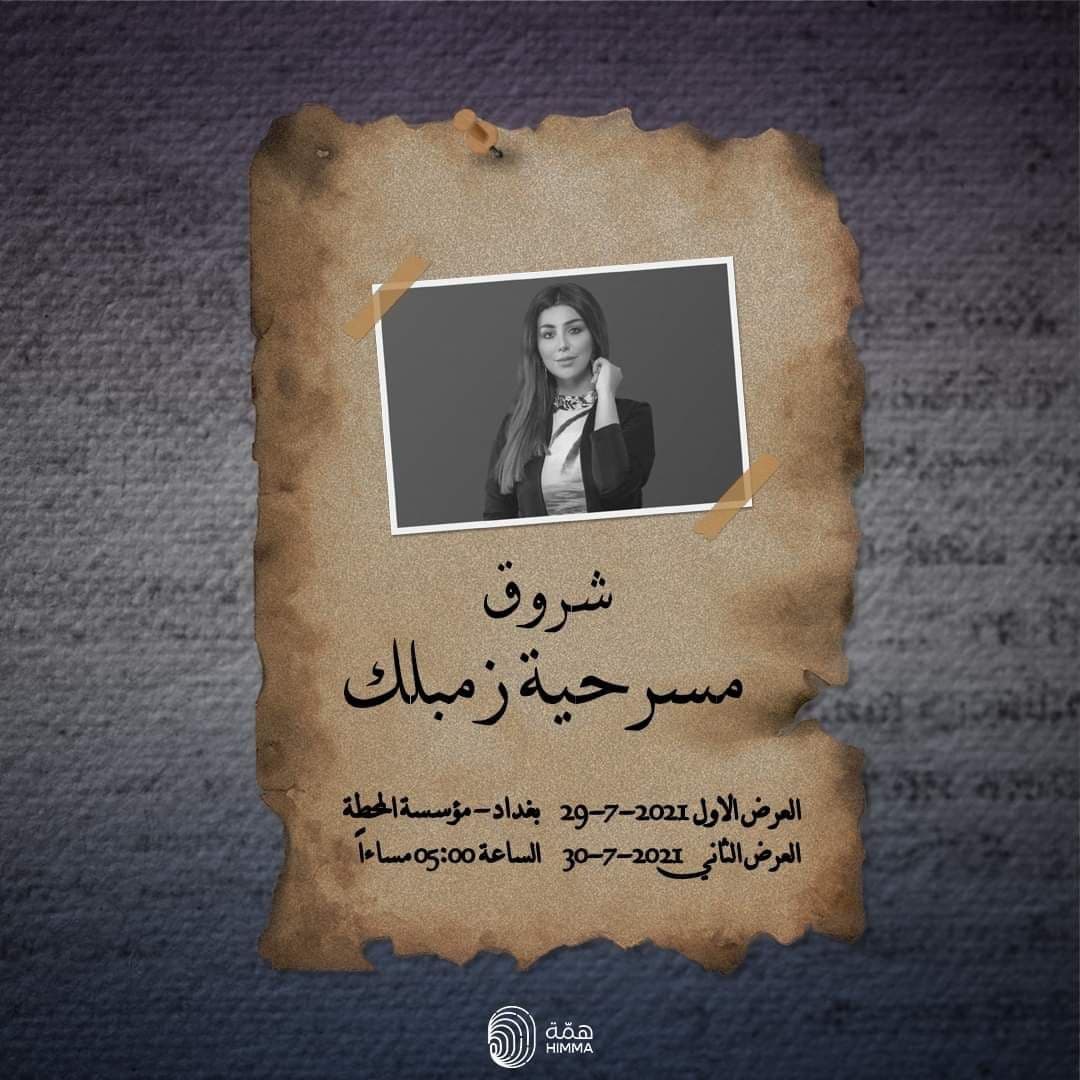 شروق
مسرحية زمبلك
العرض الاول 2021-7-29 بغداد - مؤسسة المحطة
العرض الثاني 2021-7-30 الساعة 05:00 مساءاً
همّة
HIMMA